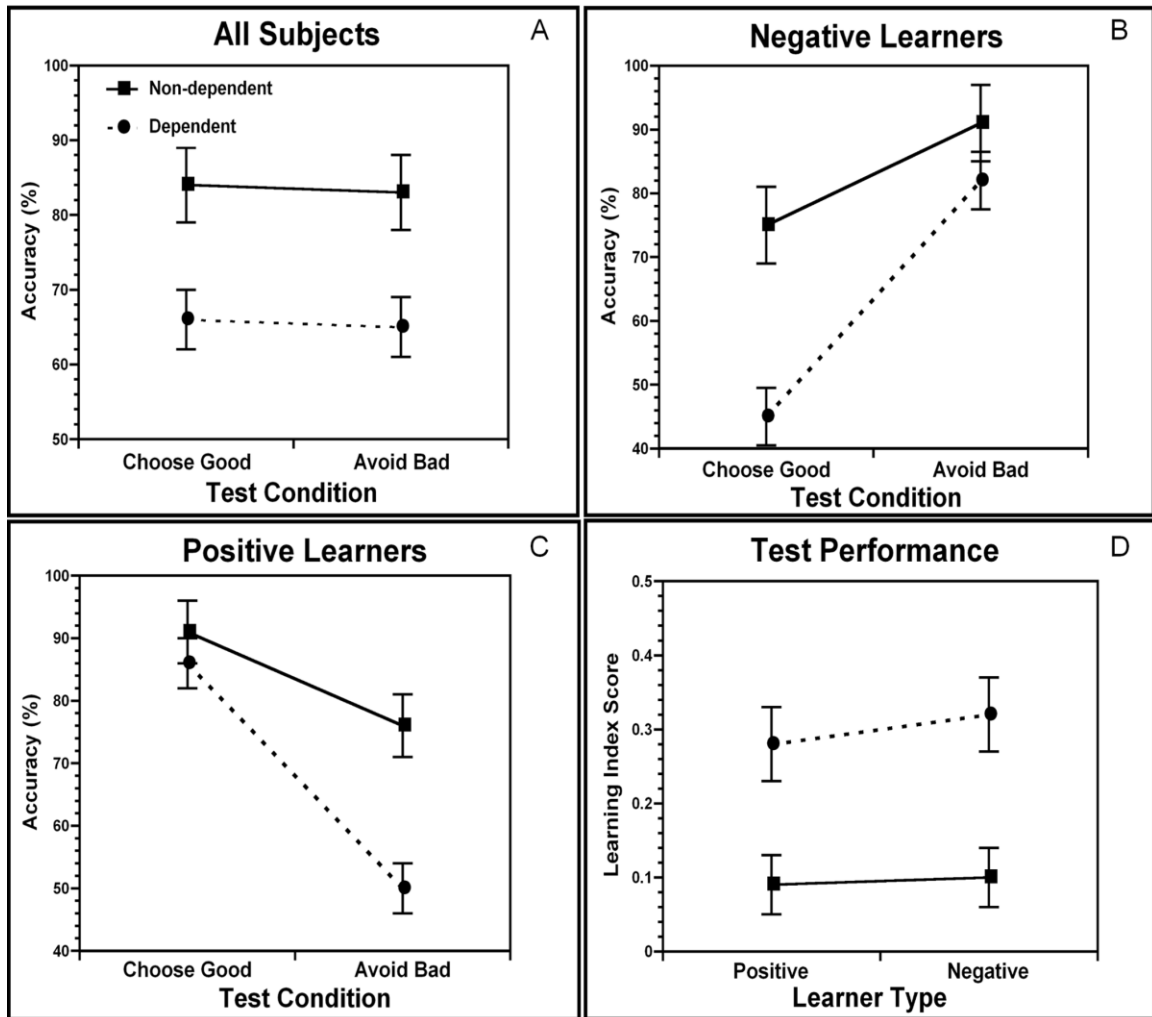 All Subjects
A
Accuracy (%)
100
90
80
70
60
50
Non-dependent
Dependent
Choose Good
Avoid Bad
Test Condition
Negative Learners
B
Accuracy (%)
100
90
80
70
60
50
40
Choose Good
Avoid Bad
Test Condition
Positive Learners
C
Accuracy (%)
100
90
80
70
60
50
40
Choose Good
Avoid Bad
Test Condition
Test Performance
D
Learning Index Score
0.5
0.4
0.3
0.2
0.1
0
Positive
Negative
Learner Type